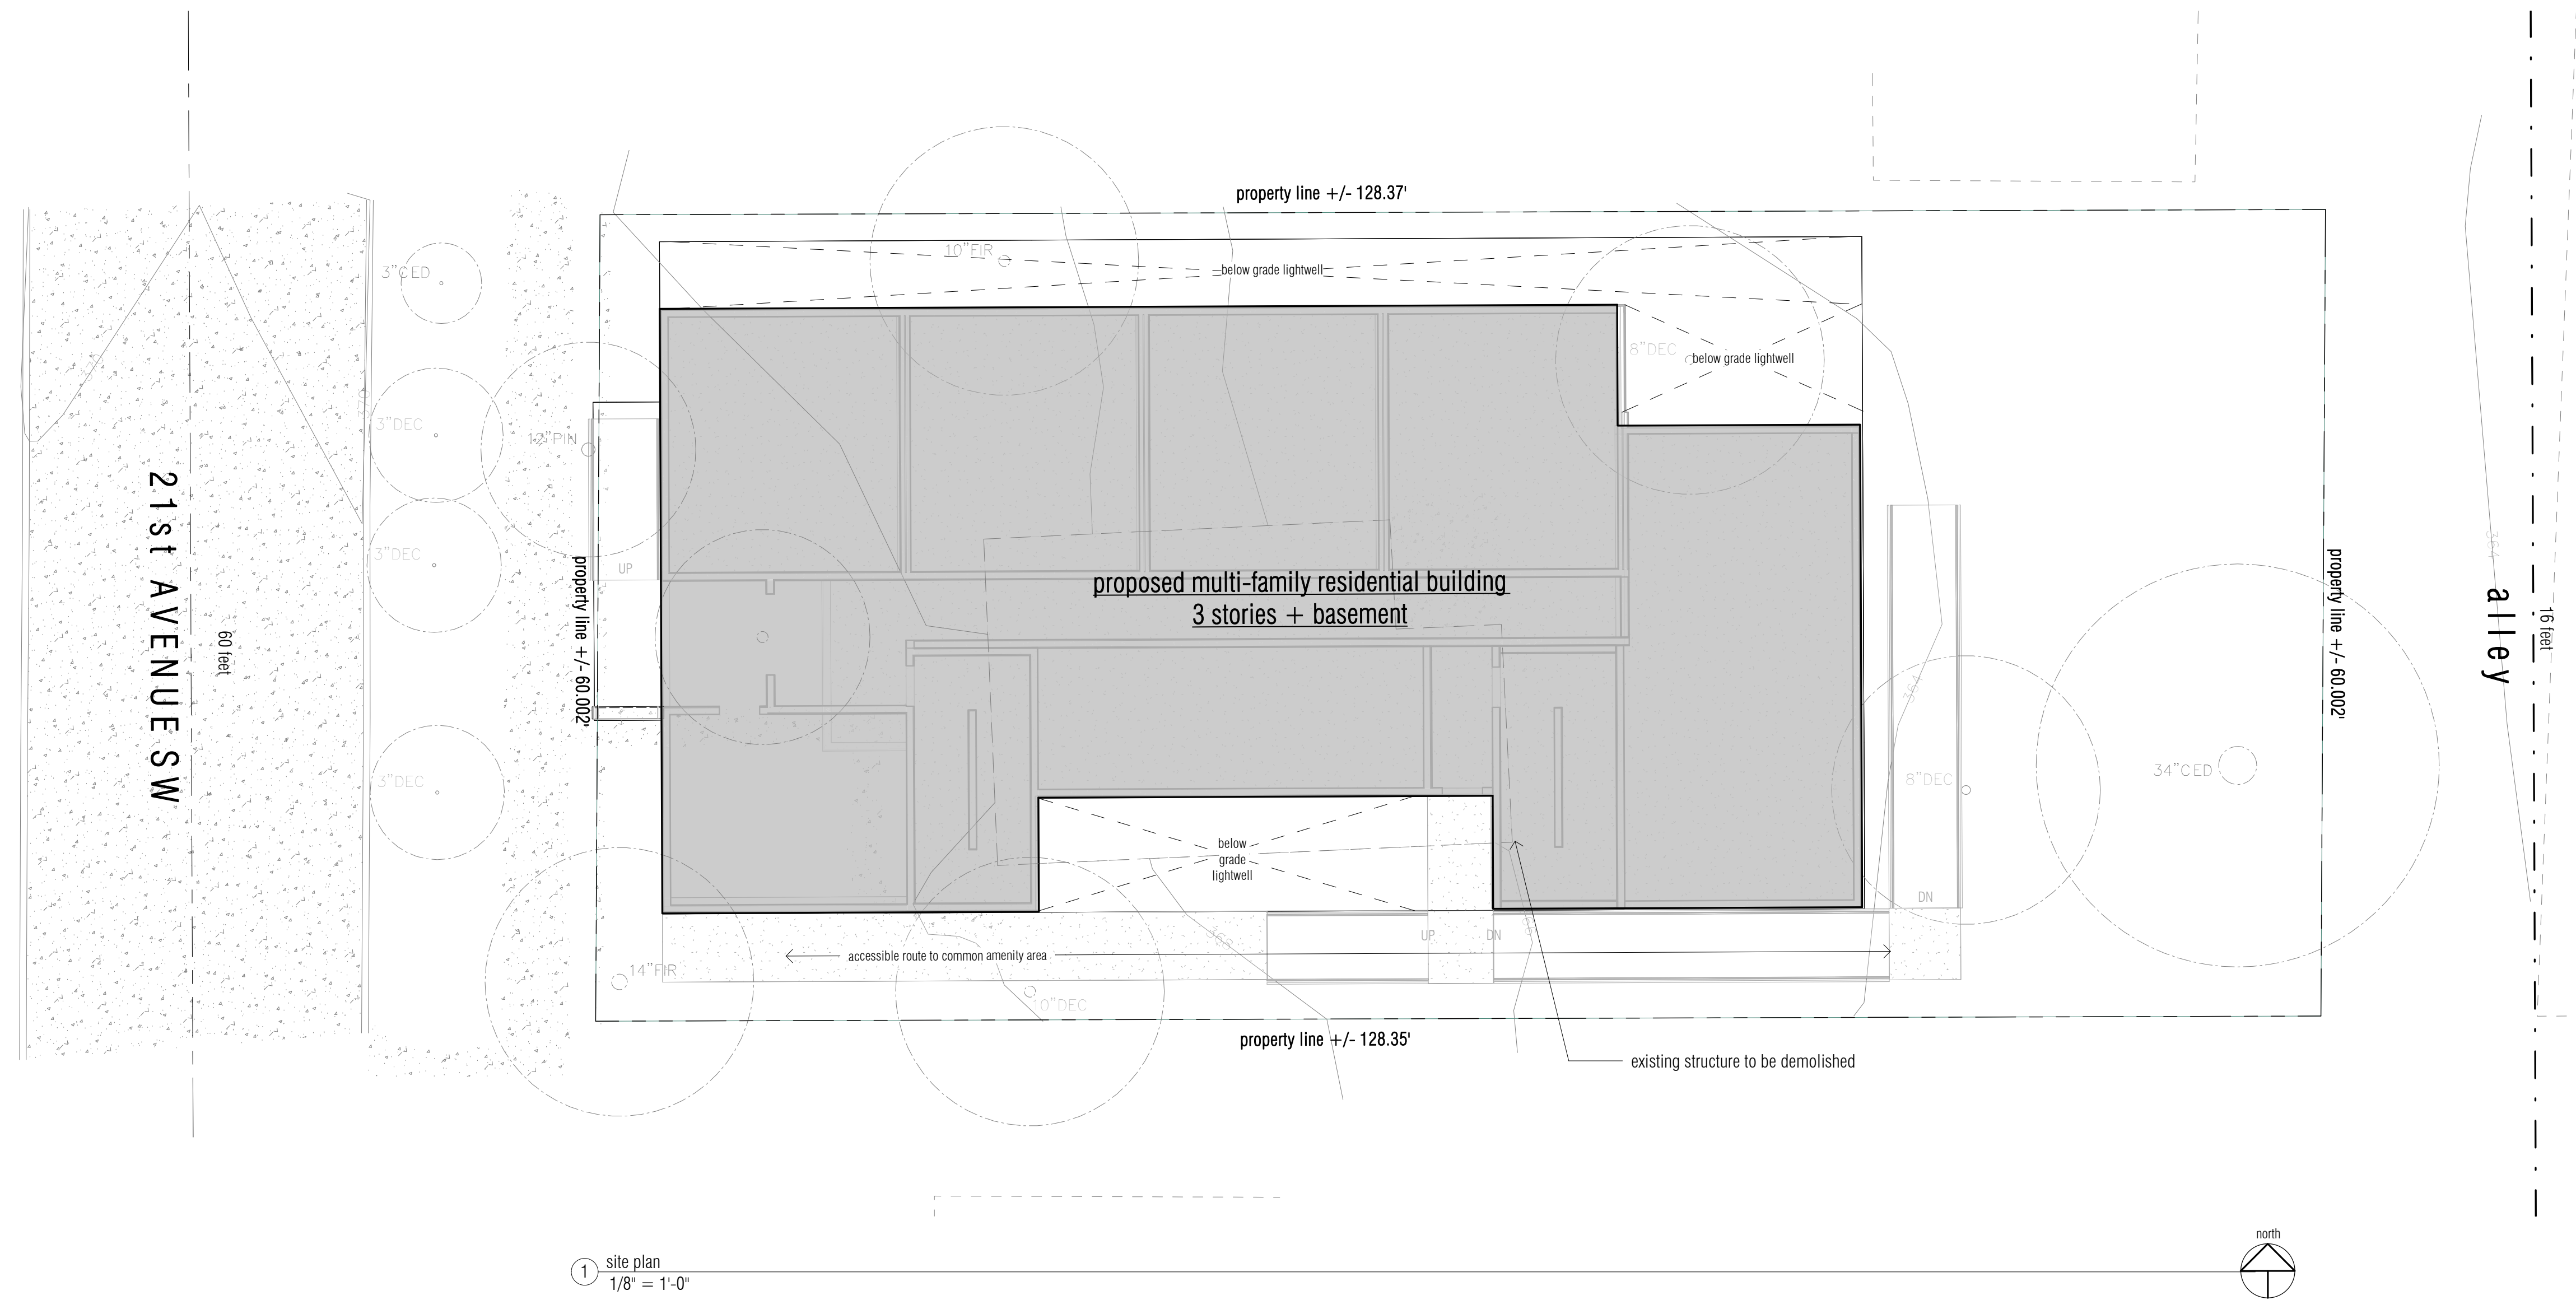 property line +/- 128.37'
10"FIR
3"CED
below grade lightwell
8"DEC
below grade lightwell
3"DEC
12"PIN
3"DEC
UP
21st AVENUE SW
60 feet
property line +/- 60.002'
proposed multi-family residential building
3 stories + basement
property line +/- 60.002'
alley
16 feet
364
364
3"DEC
34"CED
8"DEC
below
grade
lightwell
DN
UP
DN
accessible route to common amenity area
14"FIR
10"DEC
property line +/- 128.35'
existing structure to be demolished
1
site plan
1/8" = 1'-0"
north